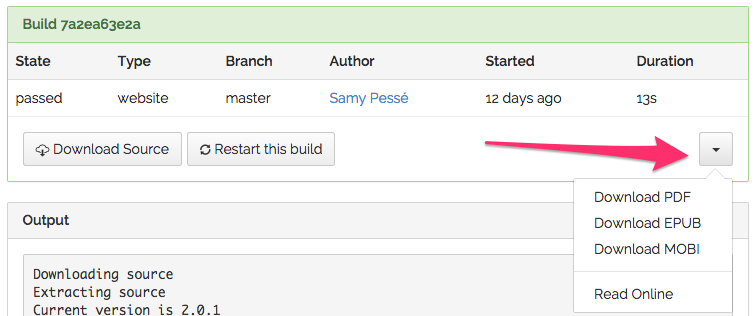 Build 7a2ea63e2a
State Type Branch Author Started Duration
passed website master Samy Pessé 12 days ago 13s
Download Source Restart this build
Download PDF
Download EPUB
Download MOBI
Read Online
Output
Downloading source
Extracting source
Current version is 2.0.1